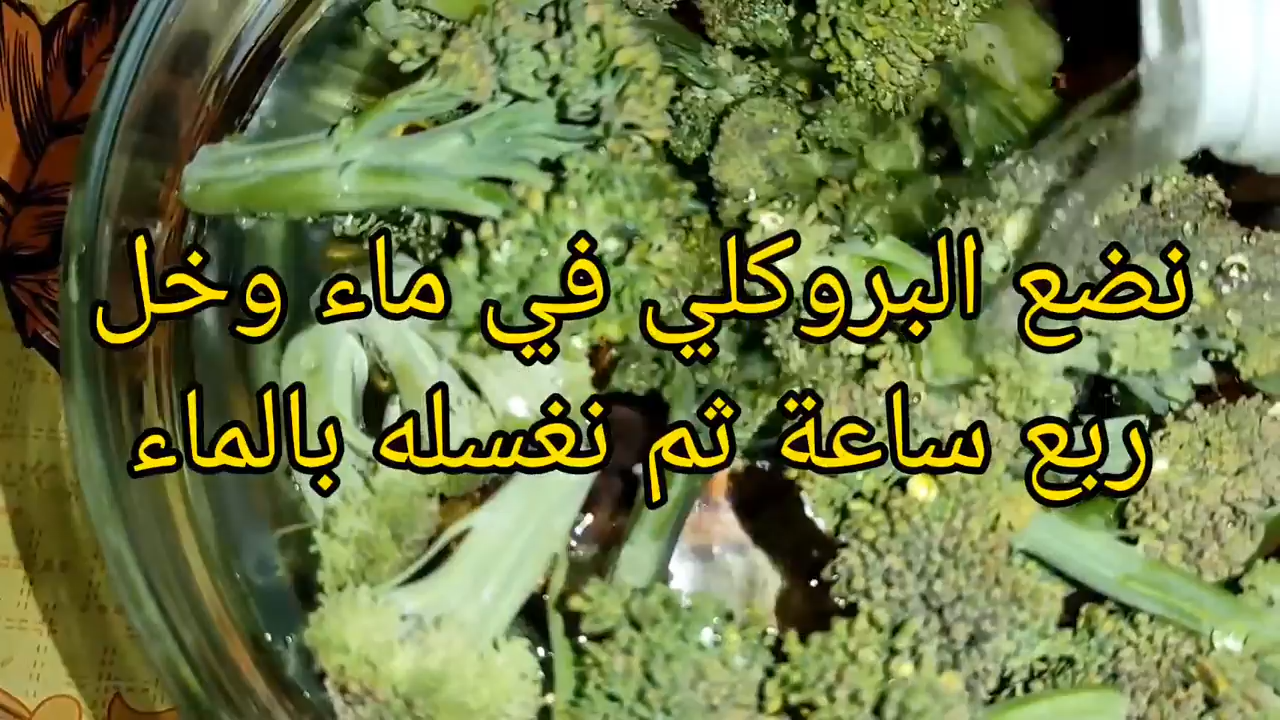 نضع البروكلي في ماء وخل
ربع ساعة ثم نغسله بالماء